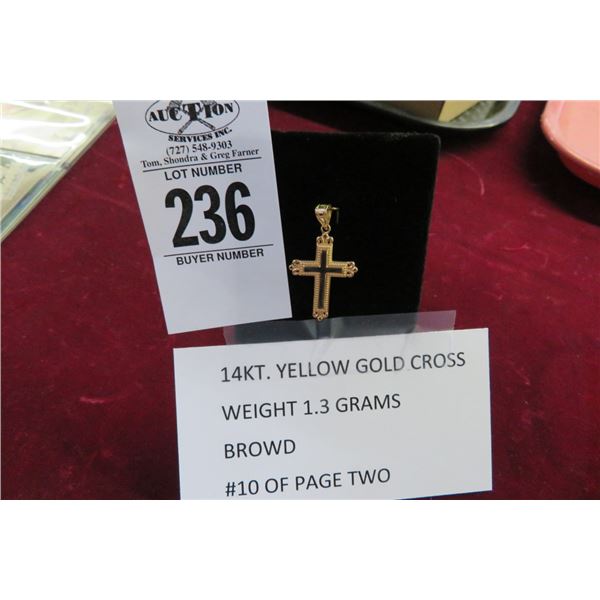 AUCTION
SERVICES INC.
(727) 548-9303
Tom, Shondra & Greg Farner
LOT NUMBER
236
BUYER NUMBER
14KT. YELLOW GOLD CROSS
WEIGHT 1.3 GRAMS
BROWD
#10 OF PAGE TWO